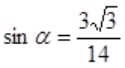 sin α = 3√3/14